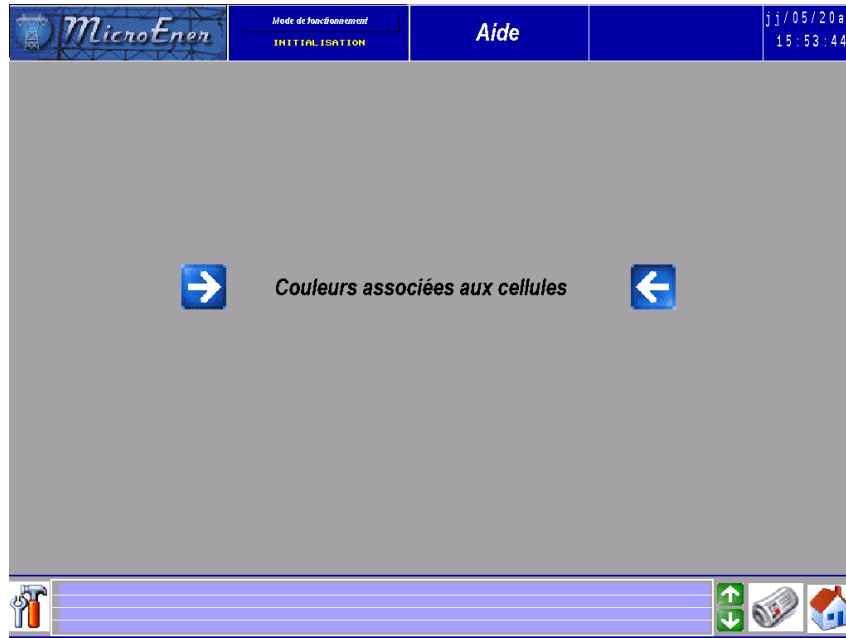 MicroEner
Mode de fonctionnement
INITIALISATION
Aide
jj/05/20a
15:53:44
Couleurs associées aux cellules